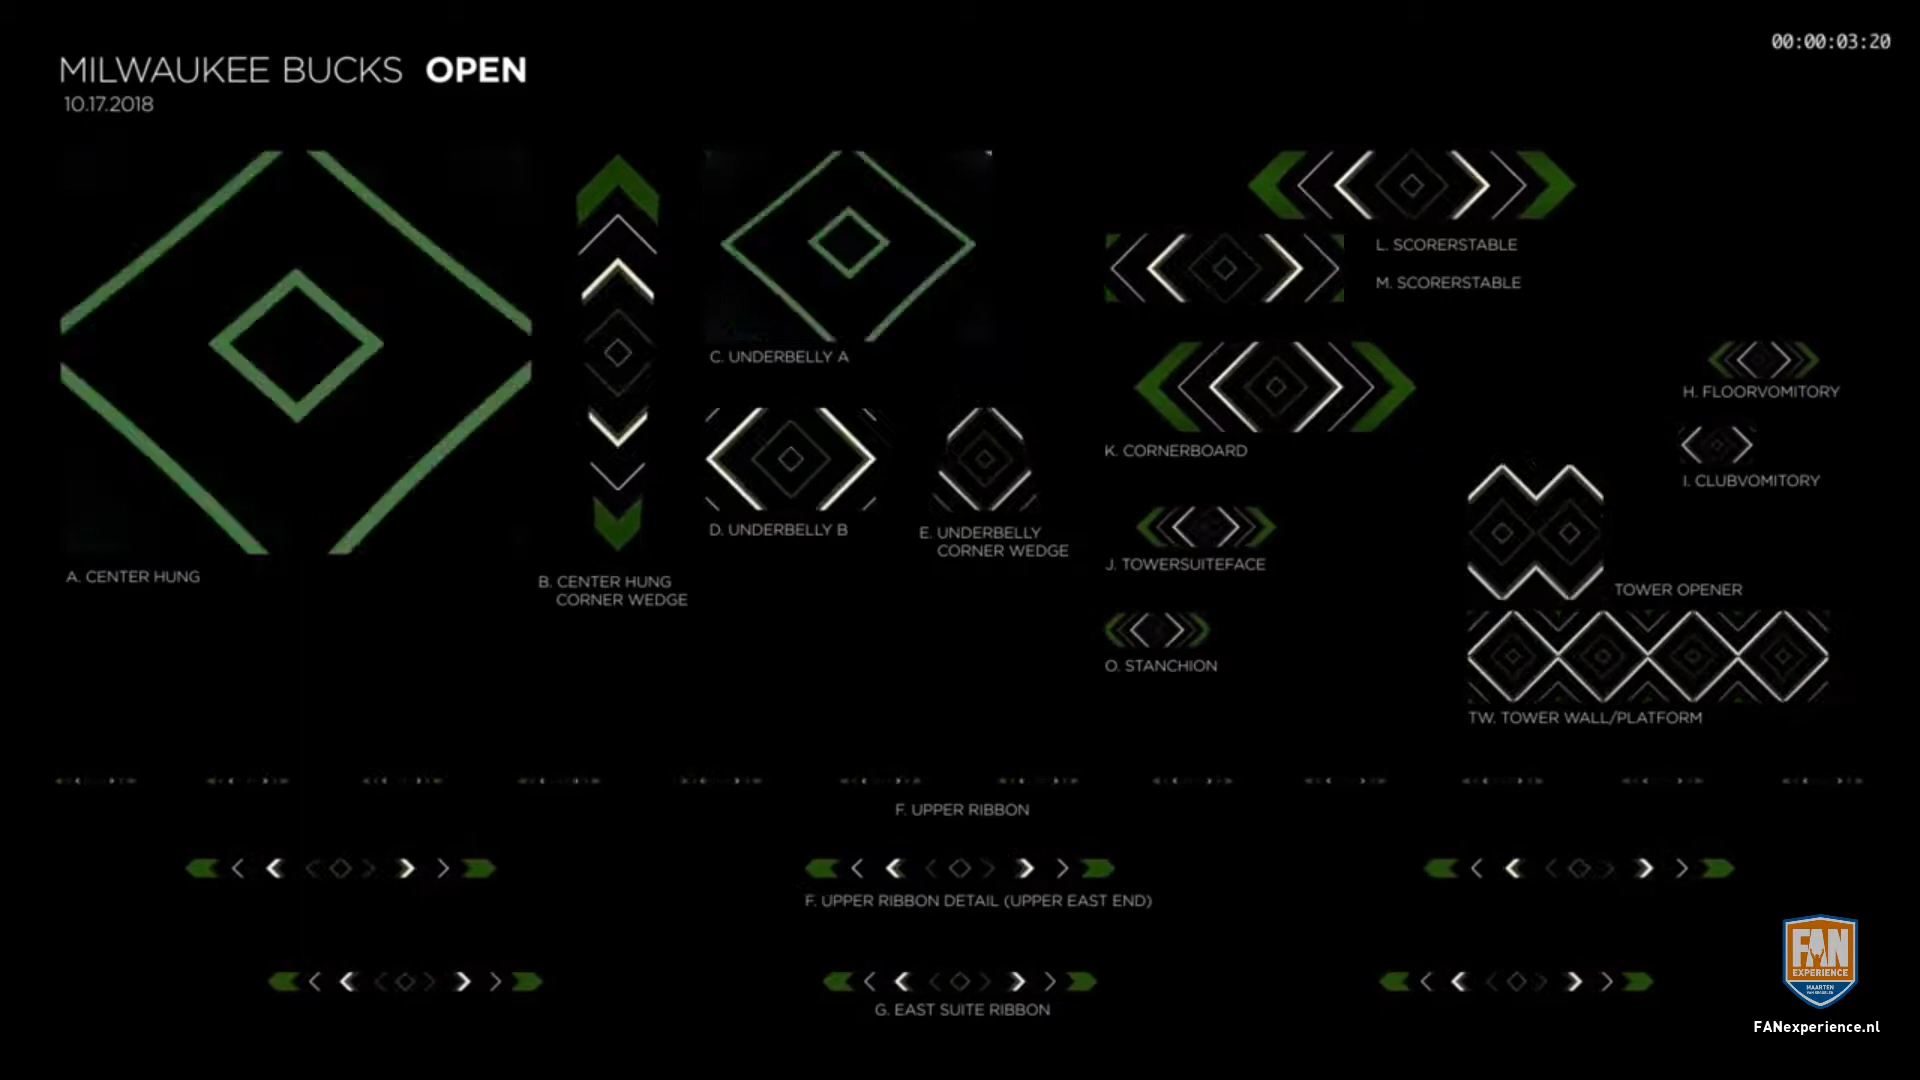 MILWAUKEE BUCKS OPEN
10.17.2018
00:00:03:20
A. CENTER HUNG
B. CENTER HUNG
CORNER WEDGE
C. UNDERBELLY A
D. UNDERBELLY B
E. UNDERBELLY
CORNER WEDGE
L. SCORERSTABLE
M. SCORERSTABLE
K. CORNERBOARD
H. FLOORVOMITORY
I. CLUBVOMITORY
J. TOWERSUITEFACE
TOWER OPENER
O. STANCHION
TW. TOWER WALL/PLATFORM
F. UPPER RIBBON
F. UPPER RIBBON DETAIL (UPPER EAST END)
G. EAST SUITE RIBBON
FAN
EXPERIENCE
MAARTEN
FANexperience.nl